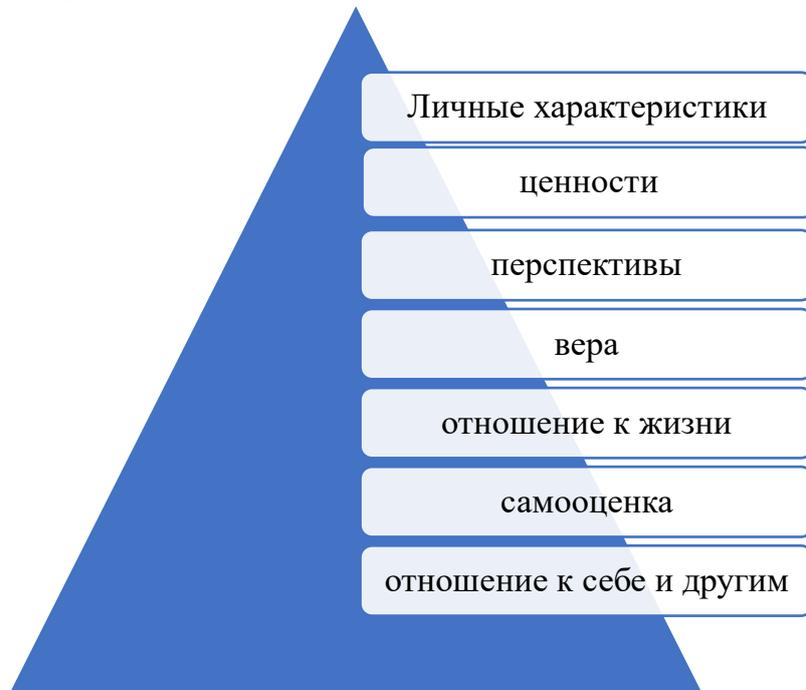 Личные характеристики
ценности
перспективы
вера
отношение к жизни
самооценка
отношение к себе и другим